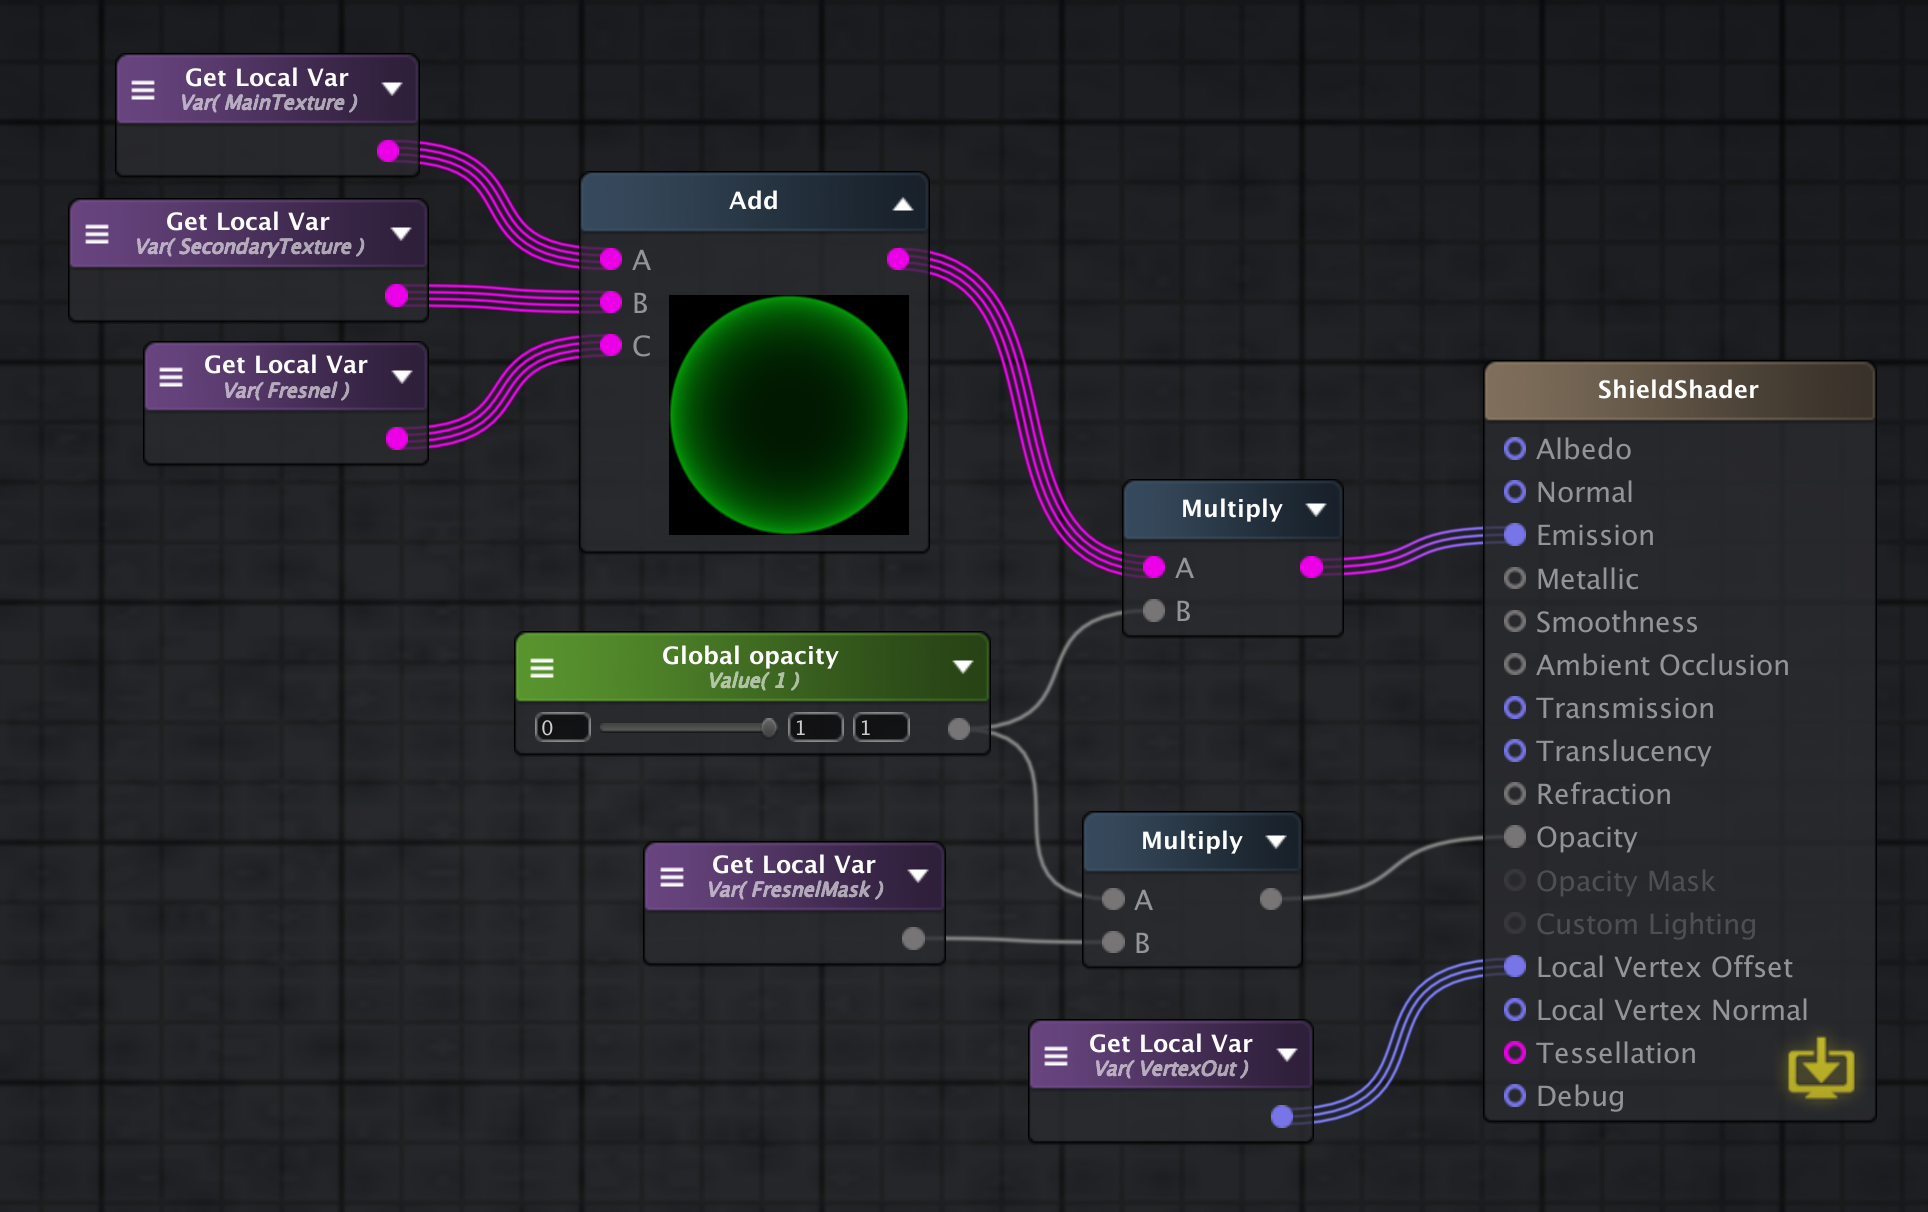 Get Local Var
Var( MainTexture )
Get Local Var
Var( SecondaryTexture )
Get Local Var
Var( Fresnel )
Add
A
B
C
Multiply
A
B
Global opacity
Value( 1 )
0 1 1
Get Local Var
Var( FresnelMask )
Multiply
A
B
Get Local Var
Var( VertexOut )
ShieldShader
Albedo
Normal
Emission
Metallic
Smoothness
Ambient Occlusion
Transmission
Translucency
Refraction
Opacity
Opacity Mask
Custom Lighting
Local Vertex Offset
Local Vertex Normal
Tessellation
Debug